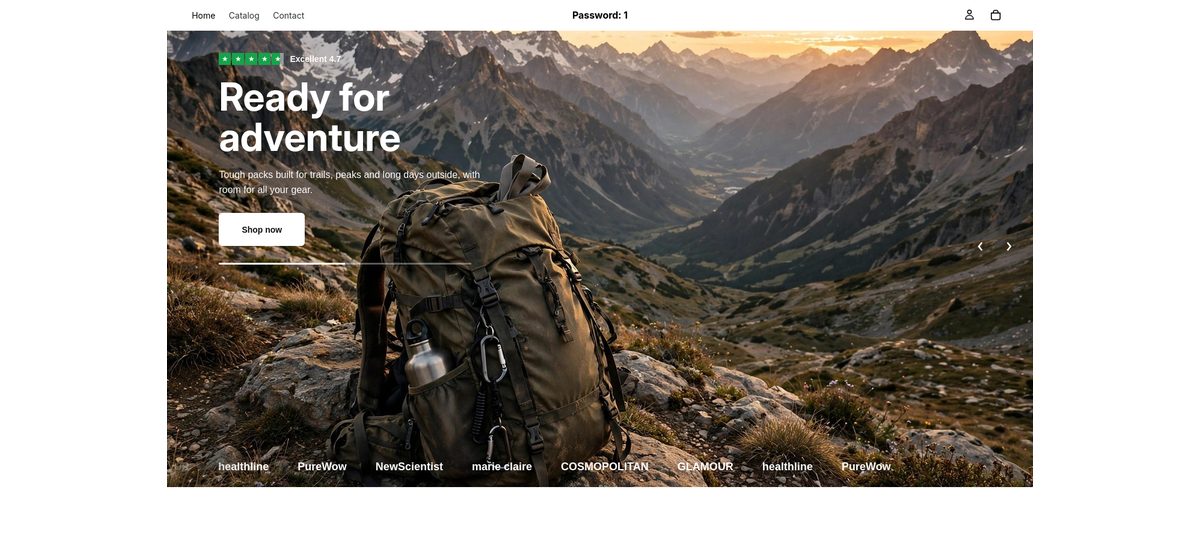 Home Catalog Contact
Password: 1
Excellent 4.7
Ready for
adventure
Tough packs built for trails, peaks and long days outside, with
room for all your gear.
Shop now
healthline PureWow NewScientist marie claire COSMOPOLITAN GLAMOUR healthline PureWow